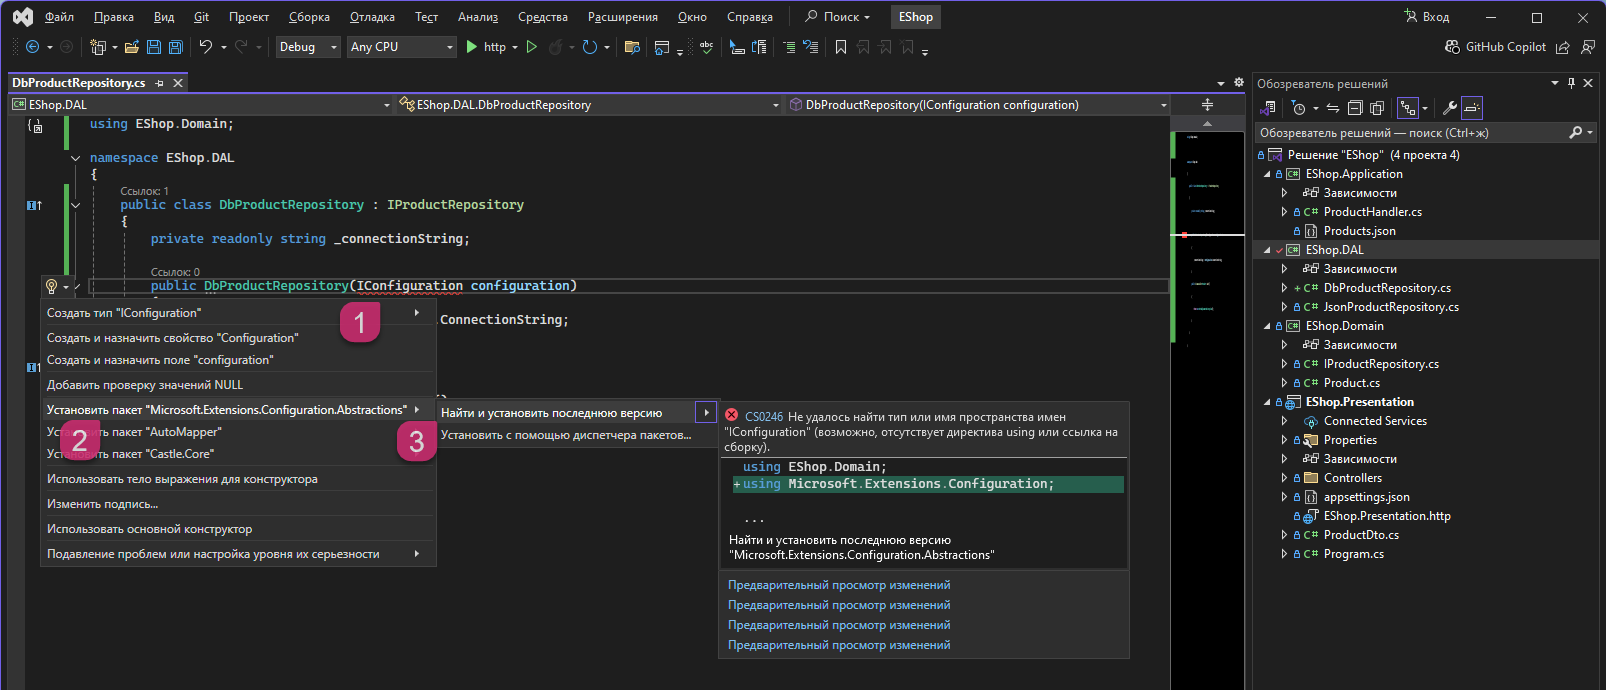 Файл Правка Вид Git Проект Сборка Отладка Тест Анализ Средства Расширения Окно Справка Поиск EShop Вход
Debug Any CPU http abc GitHub Copilot
DbProductRepository.cs
C# EShop.DAL EShop.DAL.DbProductRepository DbProductRepository(IConfiguration configuration)
using EShop.Domain;
namespace EShop.DAL
{
Ссылок: 1
public class DbProductRepository : IProductRepository
{
private readonly string _connectionString;
Ссылок: 0
public DbProductRepository(IConfiguration configuration)
.ConnectionString;
Создать тип "IConfiguration"
1
Создать и назначить свойство "Configuration"
Создать и назначить поле "configuration"
Добавить проверку значений NULL
Установить пакет "Microsoft.Extensions.Configuration.Abstractions"
Установить пакет "AutoMapper"
2
Установить пакет "Castle.Core"
Использовать тело выражения для конструктора
Изменить подпись...
Использовать основной конструктор
Подавление проблем или настройка уровня их серьезности
Найти и установить последнюю версию
3
Установить с помощью диспетчера пакетов...
CS0246 Не удалось найти тип или имя пространства имен
"IConfiguration" (возможно, отсутствует директива using или ссылка на
сборку).
using EShop.Domain;
+using Microsoft.Extensions.Configuration;
...
Найти и установить последнюю версию
"Microsoft.Extensions.Configuration.Abstractions"
Предварительный просмотр изменений
Предварительный просмотр изменений
Предварительный просмотр изменений
Предварительный просмотр изменений
Обозреватель решений
Обозреватель решений — поиск (Ctrl+ж)
Решение "EShop" (4 проекта 4)
C# EShop.Application
Зависимости
C# ProductHandler.cs
Products.json
C# EShop.DAL
Зависимости
+ C# DbProductRepository.cs
C# JsonProductRepository.cs
C# EShop.Domain
Зависимости
C# IProductRepository.cs
C# Product.cs
EShop.Presentation
Connected Services
Properties
Зависимости
Controllers
appsettings.json
EShop.Presentation.http
C# ProductDto.cs
C# Program.cs